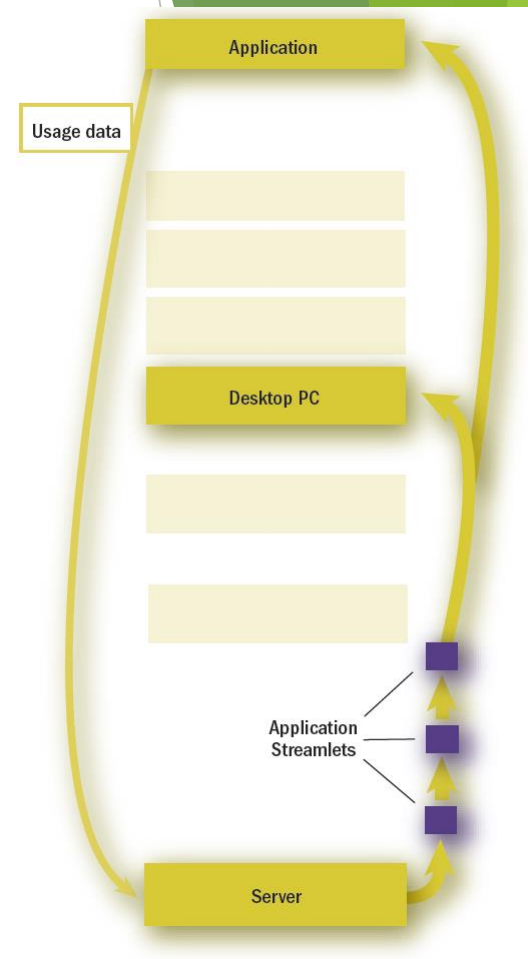 Application
Usage data
Desktop PC
Application
Streamlets
Server